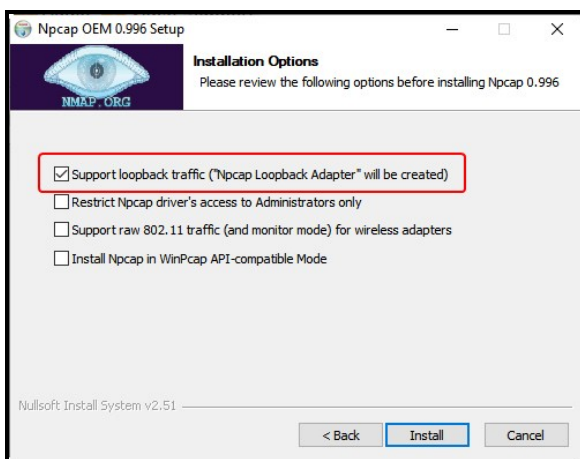 Npcap OEM 0.996 Setup
NMAP.ORG
Installation Options
Please review the following options before installing Npcap 0.996
Support loopback traffic ("Npcap Loopback Adapter" will be created)
Restrict Npcap driver's access to Administrators only
Support raw 802.11 traffic (and monitor mode) for wireless adapters
Install Npcap in WinPcap API-compatible Mode
Nullsoft Install System v2.51
< Back Install Cancel